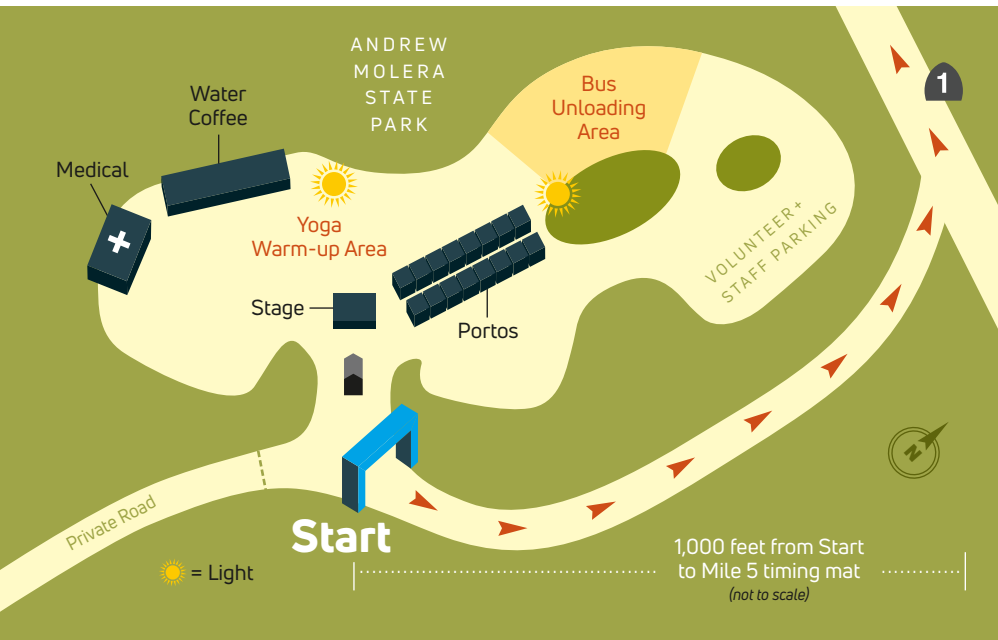 ANDREW
MOLERA
STATE
PARK
Bus
Unloading
Area
1
Water
Coffee
Medical
Yoga
Warm-up Area
VOLUNTEER+
STAFF PARKING
Stage
Portos
N
Private Road
Start
= Light
1,000 feet from Start
to Mile 5 timing mat
(not to scale)